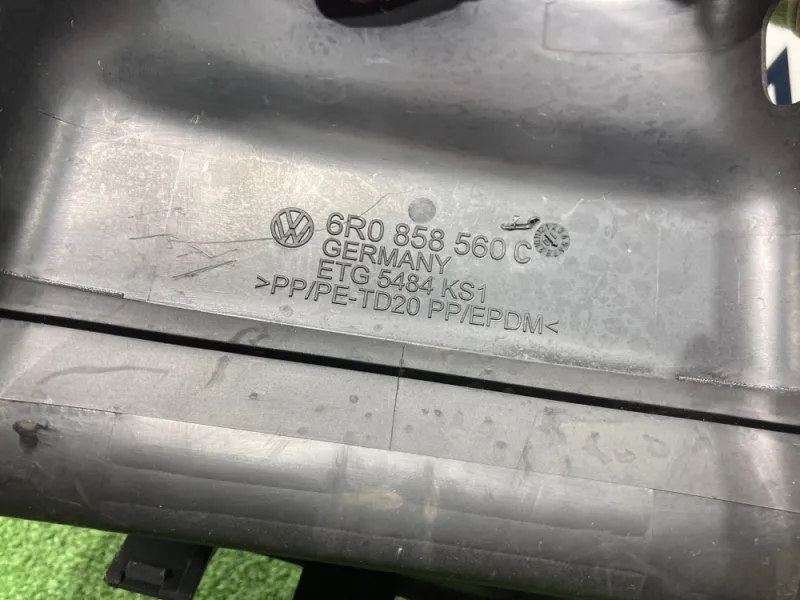 6R0 858 560 C
GERMANY
ETG 5484 KS1
>PP/PE-TD20 PP/EPDM<